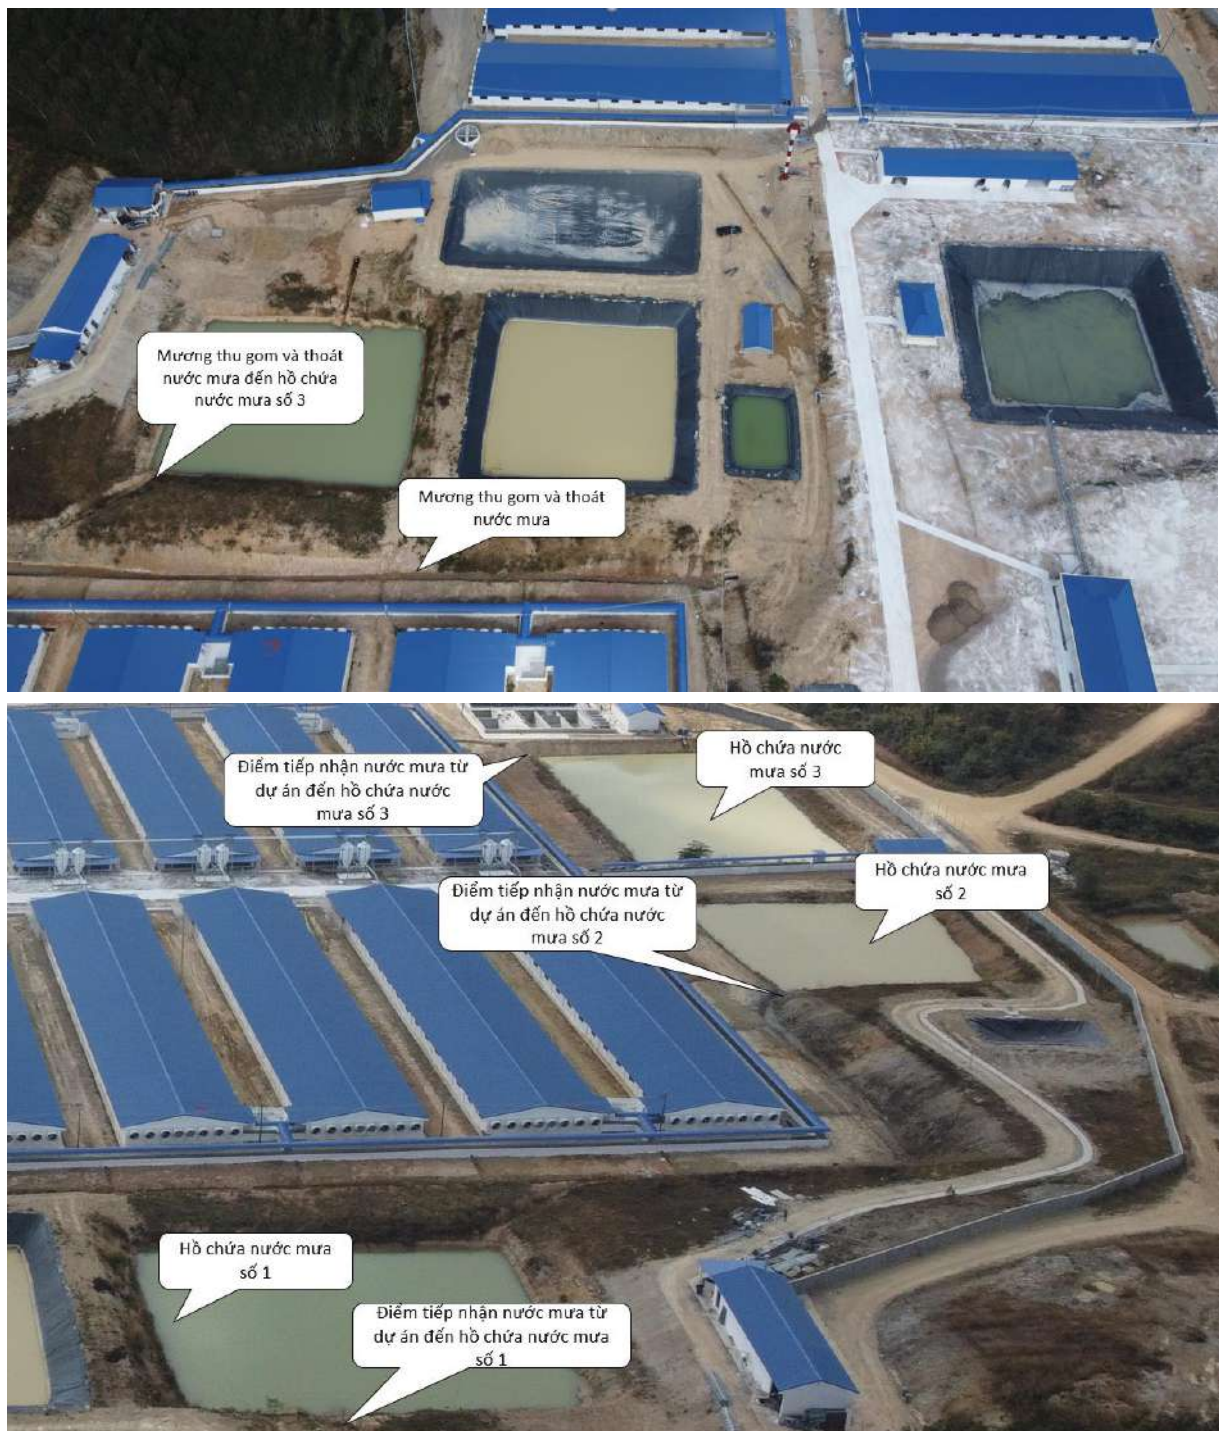 Mương thu gom và thoát
nước mưa đến hồ chứa
nước mưa số 3
Mương thu gom và thoát
nước mưa
Điểm tiếp nhận nước mưa từ
dự án đến hồ chứa nước
mưa số 3
Hồ chứa nước
mưa số 3
Hồ chứa nước mưa
số 2
Điểm tiếp nhận nước mưa từ
dự án đến hồ chứa nước
mưa số 2
Hồ chứa nước mưa
số 1
Điểm tiếp nhận nước mưa từ
dự án đến hồ chứa nước mưa
số 1